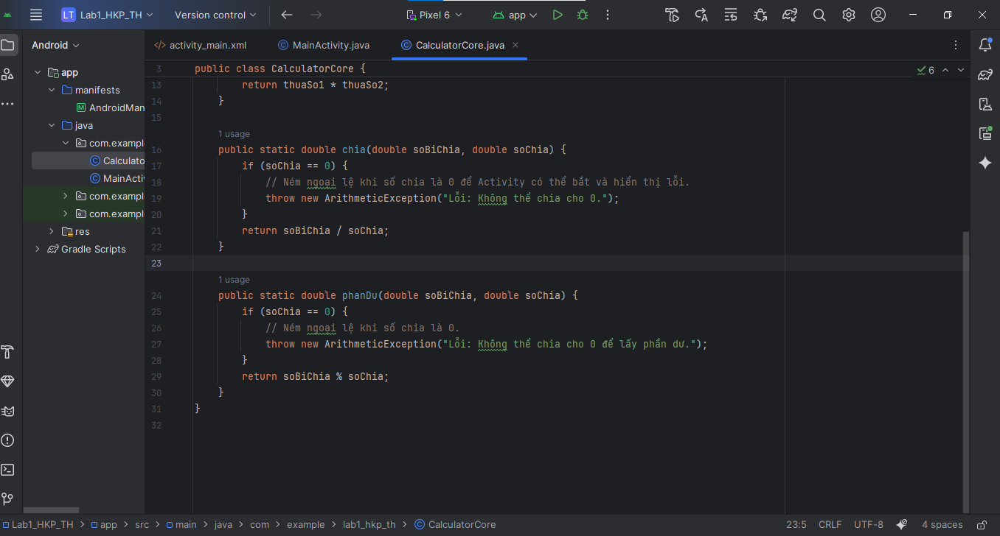 LT Lab1_HKP_TH Version control Pixel 6 app
Android
app
manifests
AndroidMan
java
com.exampl
Calculato
MainActiv
com.exampl
com.exampl
res
Gradle Scripts
activity_main.xml MainActivity.java CalculatorCore.java
6
3 public class CalculatorCore {
13 return thuaSo1 * thuaSo2;
14 }
15
1 usage
16 public static double chia(double soBiChia, double soChia) {
17 if (soChia == 0) {
18 // Ném ngoại lệ khi số chia là 0 để Activity có thể bắt và hiển thị lỗi.
19 throw new ArithmeticException("Lỗi: Không thể chia cho 0.");
20 }
21 return soBiChia / soChia;
22 }
23
1 usage
24 public static double phanDu(double soBiChia, double soChia) {
25 if (soChia == 0) {
26 // Ném ngoại lệ khi số chia là 0.
27 throw new ArithmeticException("Lỗi: Không thể chia cho 0 để lấy phần dư.");
28 }
29 return soBiChia % soChia;
30 }
31 }
32
Lab1_HKP_TH > app > src > main > java > com > example > lab1_hkp_th > CalculatorCore 23:5 CRLF UTF-8 4 spaces